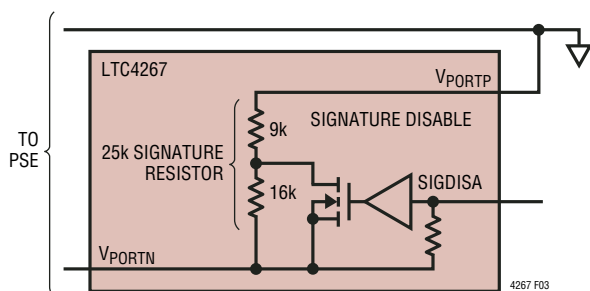 LTC4267
VPORTP
9k
SIGNATURE DISABLE
TO
PSE
25k SIGNATURE
RESISTOR
16k
SIGDISA
VPORTN
4267 F03